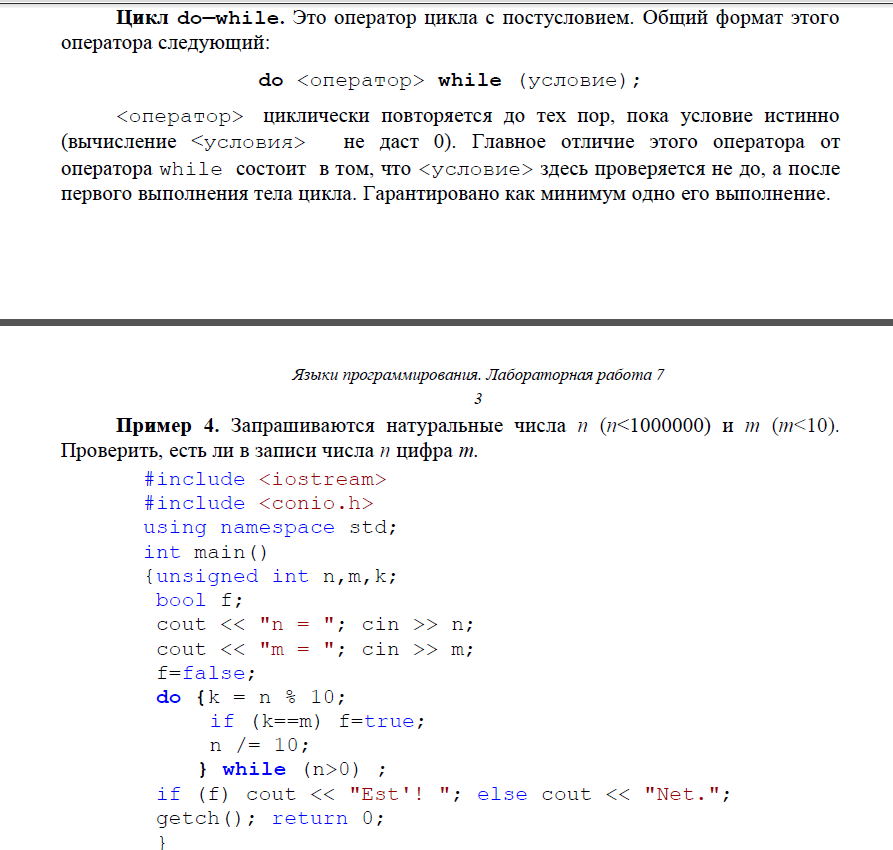 Цикл do–while. Это оператор цикла с постусловием. Общий формат этого
оператора следующий:
do <оператор> while (условие);
<оператор> циклически повторяется до тех пор, пока условие истинно
(вычисление <условия> не даст 0). Главное отличие этого оператора от
оператора while состоит в том, что <условие> здесь проверяется не до, а после
первого выполнения тела цикла. Гарантировано как минимум одно его выполнение.
Языки программирования. Лабораторная работа 7
3
Пример 4. Запрашиваются натуральные числа n (n<1000000) и m (m<10).
Проверить, есть ли в записи числа n цифра m.
#include <iostream>
#include <conio.h>
using namespace std;
int main()
{unsigned int n,m,k;
bool f;
cout << "n = "; cin >> n;
cout << "m = "; cin >> m;
f=false;
do {k = n % 10;
if (k==m) f=true;
n /= 10;
} while (n>0) ;
if (f) cout << "Est'! "; else cout << "Net.";
getch(); return 0;
}